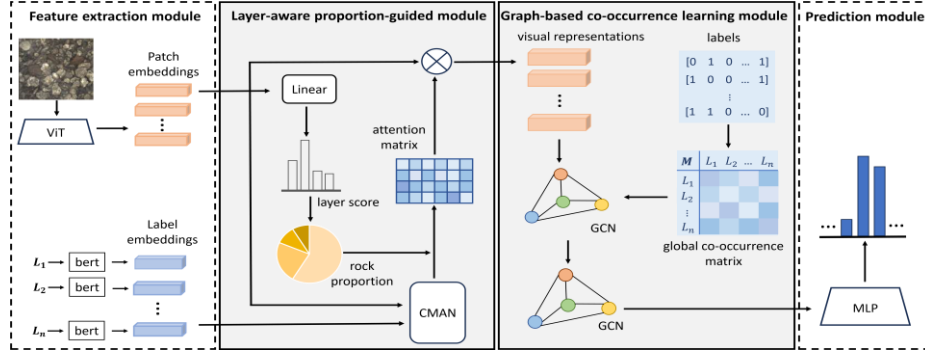 Feature extraction module
Patch
embeddings
ViT
Label
embeddings
L₁ bert
L₂ bert
⋮
Lₙ bert
Layer-aware proportion-guided module
Linear
attention
matrix
layer score
rock
proportion
CMAN
Graph-based co-occurrence learning module
visual representations
labels
[0 1 0 ... 1]
[1 0 0 ... 1]
⋮
[1 1 0 ... 0]
M L₁ L₂ ... Lₙ
L₁
L₂
⋮
Lₙ
GCN
global co-occurrence
matrix
GCN
Prediction module
... ...
MLP